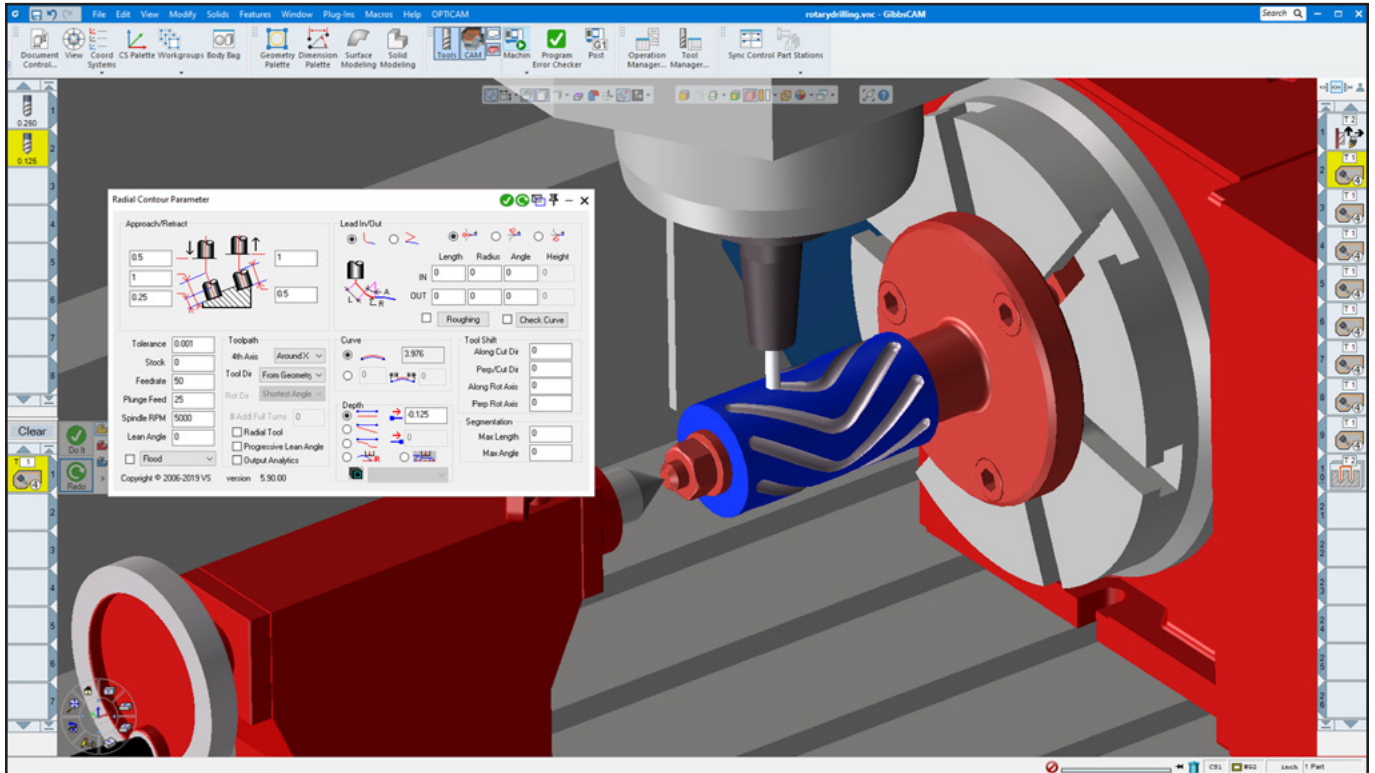 File Edit View Modify Solids Features Window Plug-Ins Macros Help OPTICAM
rotarydrilling.vnc - GibbsCAM
Search
Document Control...
Coord Systems
CS Palette
Workgroups
Body Bag
Geometry Palette
Dimension Palette
Surface Modeling
Solid Modeling
Tools
CAM
Machin
Program Error Checker
Post
Operation Manager...
Tool Manager...
Sync Control
Part Stations
0.260
0.125
Radial Contour Parameter
Approach/Retract
0.5
1
1
0.25
0.5
Lead In/Out
Length Radius Angle Height
IN 0 0 0 0
OUT 0 0 0 0
L A R
Roughing
Check Curve
Tolerance 0.001
Stock 0
Feedrate 50
Plunge Feed 25
Spindle RPM 5000
Lean Angle 0
Flood
Toolpath
4th Axis Around X
Tool Dir From Geometry
Rot Dir Shortest Angle
# Add Full Turns 0
Radial Tool
Progressive Lean Angle
Output Analytics
Curve
3.976
0 0
Depth
-0.125
0
Tool Shift
Along Cut Dir 0
Perp/Cut Dir 0
Along Rot Axis 0
Perp Rot Axis 0
Segmentation
Max Length 0
Max Angle 0
Copyright © 2006-2019 VS version 5.90.00
Clear
Do It
Redo
CS1
WG2
inch
1 Part